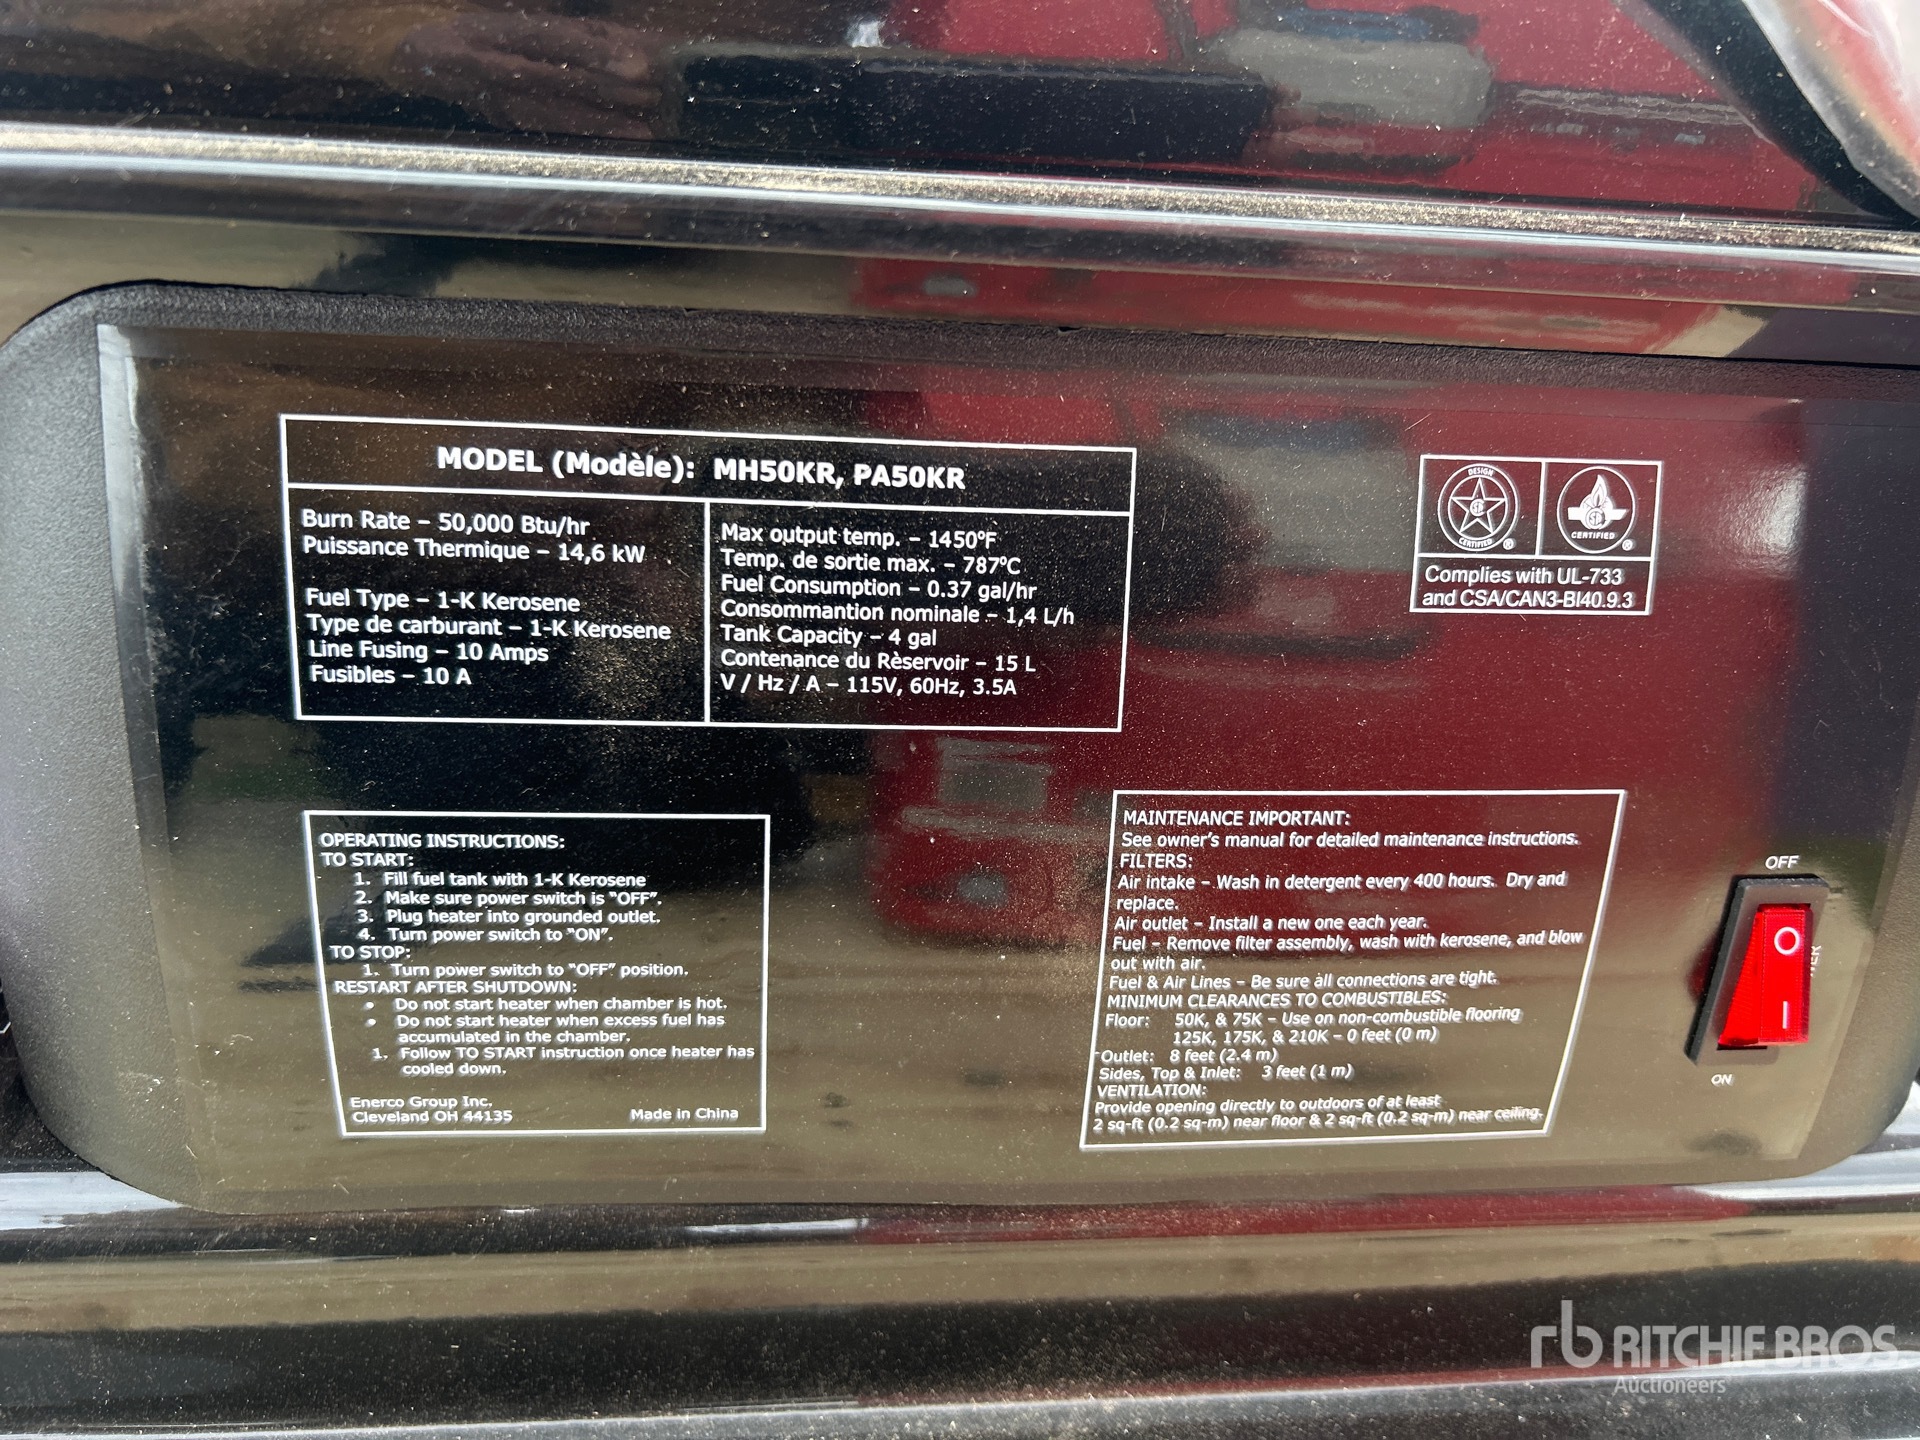 MODEL (Modèle): MH50KR, PA50KR
Burn Rate – 50,000 Btu/hr
Puissance Thermique – 14,6 kW
Fuel Type – 1-K Kerosene
Type de carburant – 1-K Kerosene
Line Fusing – 10 Amps
Fusibles – 10 A
Max output temp. – 1450°F
Temp. de sortie max. – 787°C
Fuel Consumption – 0.37 gal/hr
Consommantion nominale – 1,4 L/h
Tank Capacity – 4 gal
Contenance du Rèservoir – 15 L
V / Hz / A – 115V, 60Hz, 3.5A
DESIGN
CERTIFIED ®
CERTIFIED ®
Complies with UL-733
and CSA/CAN3-BI40.9.3
OPERATING INSTRUCTIONS:
TO START:
1. Fill fuel tank with 1-K Kerosene
2. Make sure power switch is "OFF".
3. Plug heater into grounded outlet.
4. Turn power switch to "ON".
TO STOP:
1. Turn power switch to "OFF" position.
RESTART AFTER SHUTDOWN:
• Do not start heater when chamber is hot.
• Do not start heater when excess fuel has
accumulated in the chamber.
1. Follow TO START instruction once heater has
cooled down.
Enerco Group Inc.
Cleveland OH 44135 Made in China
MAINTENANCE IMPORTANT:
See owner's manual for detailed maintenance instructions.
FILTERS:
Air intake – Wash in detergent every 400 hours. Dry and
replace.
Air outlet – Install a new one each year.
Fuel – Remove filter assembly, wash with kerosene, and blow
out with air.
Fuel & Air Lines – Be sure all connections are tight.
MINIMUM CLEARANCES TO COMBUSTIBLES:
Floor: 50K, & 75K – Use on non-combustible flooring
125K, 175K, & 210K – 0 feet (0 m)
Outlet: 8 feet (2.4 m)
Sides, Top & Inlet: 3 feet (1 m)
VENTILATION:
Provide opening directly to outdoors of at least
2 sq-ft (0.2 sq-m) near floor & 2 sq-ft (0.2 sq-m) near ceiling.
OFF
ON
rb RITCHIE BROS.
Auctioneers